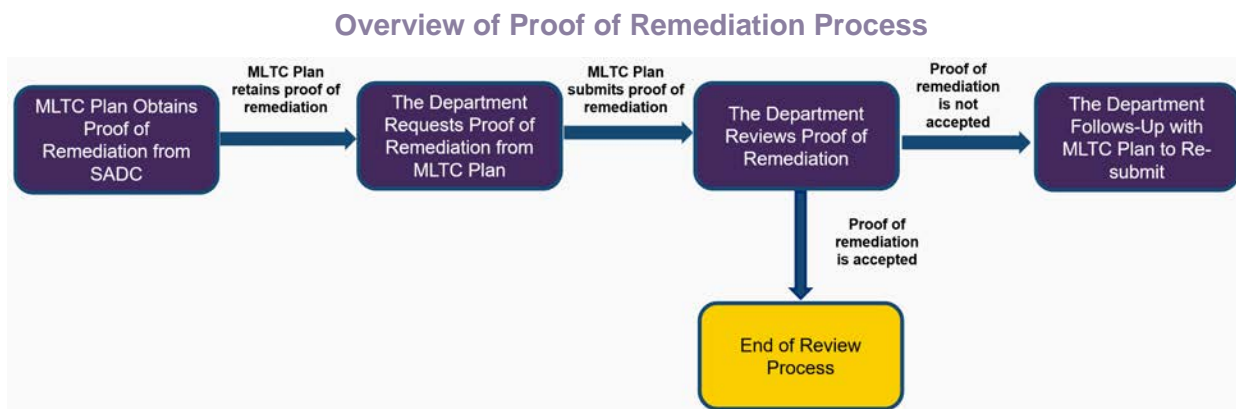 Overview of Proof of Remediation Process
MLTC Plan Obtains
Proof of
Remediation from
SADC
MLTC Plan
retains proof of
remediation
The Department
Requests Proof of
Remediation from
MLTC Plan
MLTC Plan
submits proof of
remediation
The Department
Reviews Proof of
Remediation
Proof of
remediation
is not
accepted
The Department
Follows-Up with
MLTC Plan to Re-
submit
Proof of
remediation
is accepted
End of Review
Process